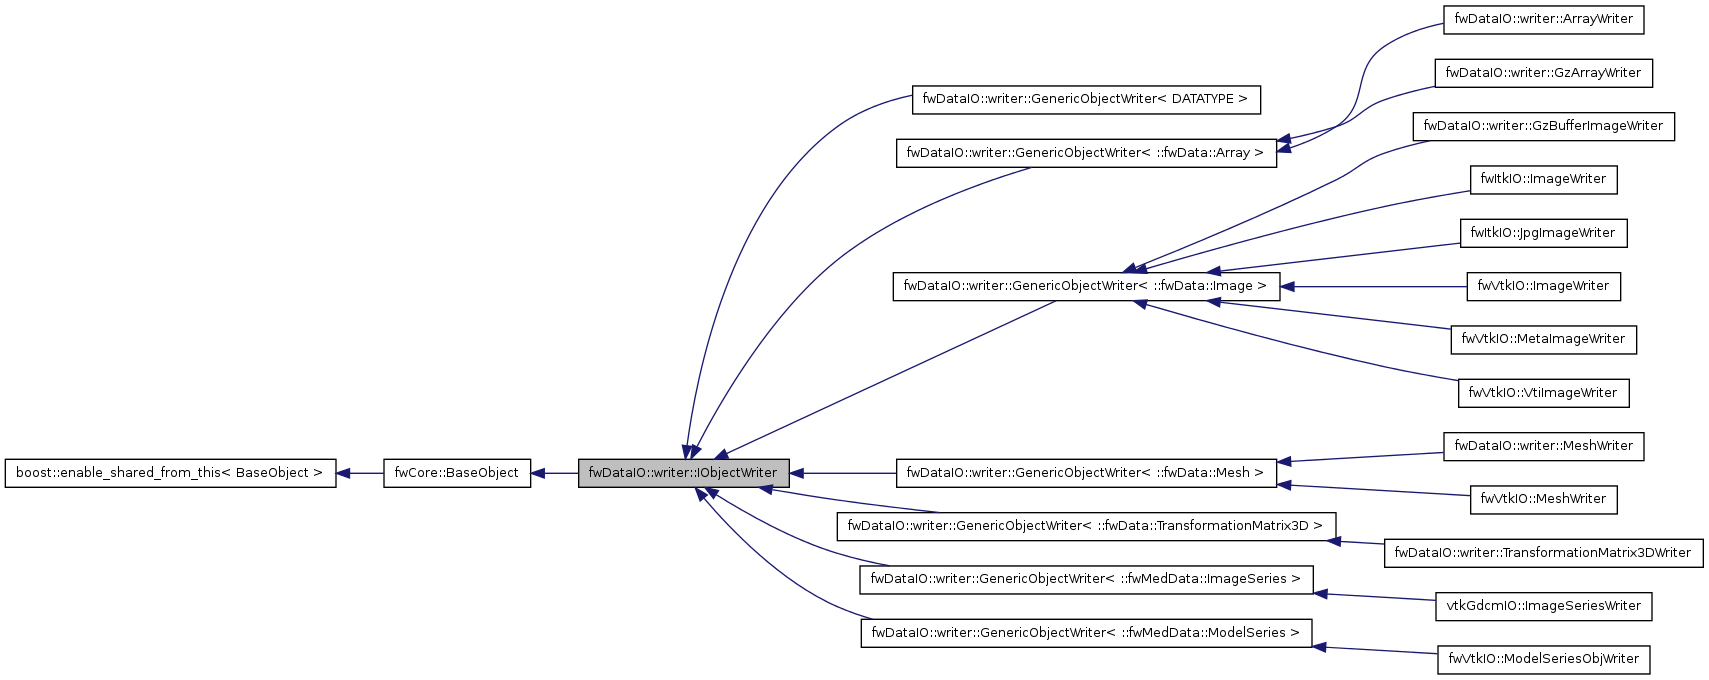 fwDataIO::writer::ArrayWriter
fwDataIO::writer::GzArrayWriter
fwDataIO::writer::GenericObjectWriter< DATATYPE >
fwDataIO::writer::GzBufferImageWriter
fwDataIO::writer::GenericObjectWriter< ::fwData::Array >
fwItkIO::ImageWriter
fwItkIO::JpgImageWriter
fwDataIO::writer::GenericObjectWriter< ::fwData::Image >
fwVtkIO::ImageWriter
fwVtkIO::MetaImageWriter
fwVtkIO::VtiImageWriter
fwDataIO::writer::MeshWriter
boost::enable_shared_from_this< BaseObject >
fwCore::BaseObject
fwDataIO::writer::IObjectWriter
fwDataIO::writer::GenericObjectWriter< ::fwData::Mesh >
fwVtkIO::MeshWriter
fwDataIO::writer::GenericObjectWriter< ::fwData::TransformationMatrix3D >
fwDataIO::writer::TransformationMatrix3DWriter
fwDataIO::writer::GenericObjectWriter< ::fwMedData::ImageSeries >
vtkGdcmIO::ImageSeriesWriter
fwDataIO::writer::GenericObjectWriter< ::fwMedData::ModelSeries >
fwVtkIO::ModelSeriesObjWriter